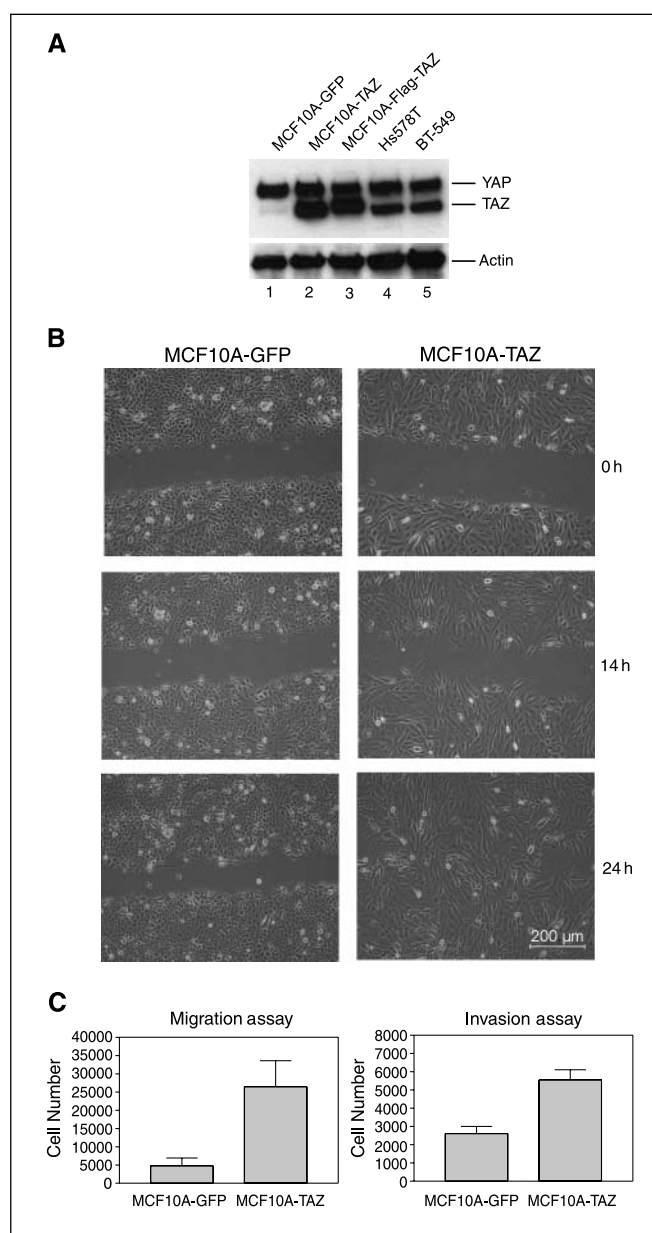 A
MCF10A-GFP
MCF10A-TAZ
MCF10A-Flag-TAZ
Hs578T
BT-549
YAP
TAZ
Actin
1 2 3 4 5
B
MCF10A-GFP MCF10A-TAZ
0 h
14 h
24 h
200 µm
C
Migration assay
40000
35000
30000
25000
20000
15000
10000
5000
0
Cell Number
MCF10A-GFP MCF10A-TAZ
Invasion assay
8000
7000
6000
5000
4000
3000
2000
1000
0
Cell Number
MCF10A-GFP MCF10A-TAZ